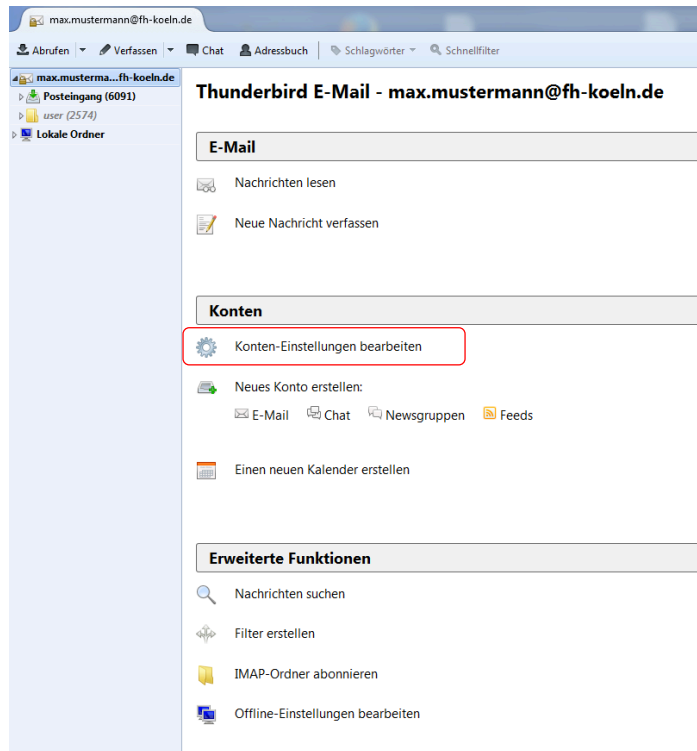 max.mustermann@fh-koeln.de
Abrufen Verfassen Chat Adressbuch Schlagwörter Schnellfilter
max.musterma...fh-koeln.de
Posteingang (6091)
user (2574)
Lokale Ordner
Thunderbird E-Mail - max.mustermann@fh-koeln.de
E-Mail
Nachrichten lesen
Neue Nachricht verfassen
Konten
Konten-Einstellungen bearbeiten
Neues Konto erstellen:
E-Mail Chat Newsgruppen Feeds
Einen neuen Kalender erstellen
Erweiterte Funktionen
Nachrichten suchen
Filter erstellen
IMAP-Ordner abonnieren
Offline-Einstellungen bearbeiten